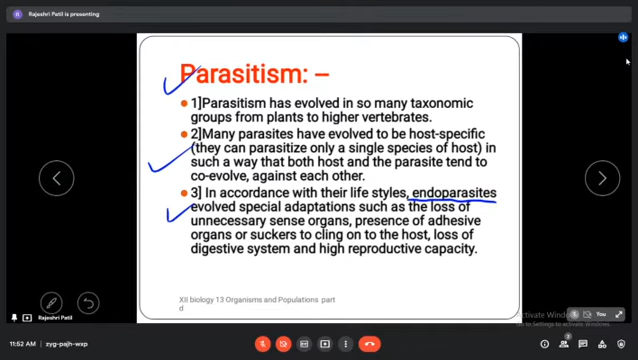 Rajeshri Patil is presenting
Parasitism: –
1]Parasitism has evolved in so many taxonomic
groups from plants to higher vertebrates.
2]Many parasites have evolved to be host-specific
(they can parasitize only a single species of host) in
such a way that both host and the parasite tend to
co-evolve, against each other.
3] In accordance with their life styles, endoparasites
evolved special adaptations such as the loss of
unnecessary sense organs, presence of adhesive
organs or suckers to cling on to the host, loss of
digestive system and high reproductive capacity.
XII biology 13 Organisms and Populations part
d
Activate Windows
Go to Settings to activate Windows.
You
Rajeshri Patil
11:52 AM | zyg-pajh-wxp